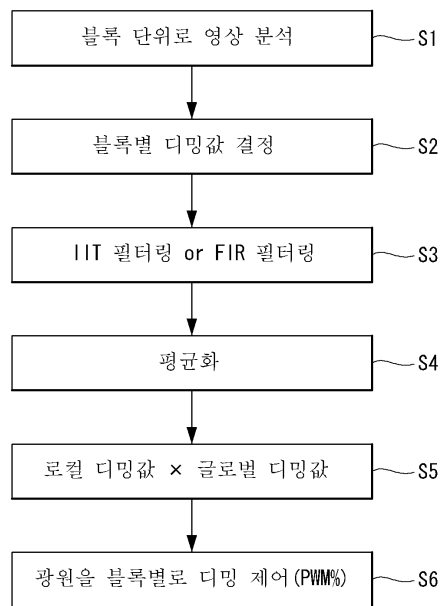 블록 단위로 영상 분석
S1
블록별 디밍값 결정
S2
IIT 필터링 or FIR 필터링
S3
평균화
S4
로컬 디밍값 × 글로벌 디밍값
S5
광원을 블록별로 디밍 제어(PWM%)
S6